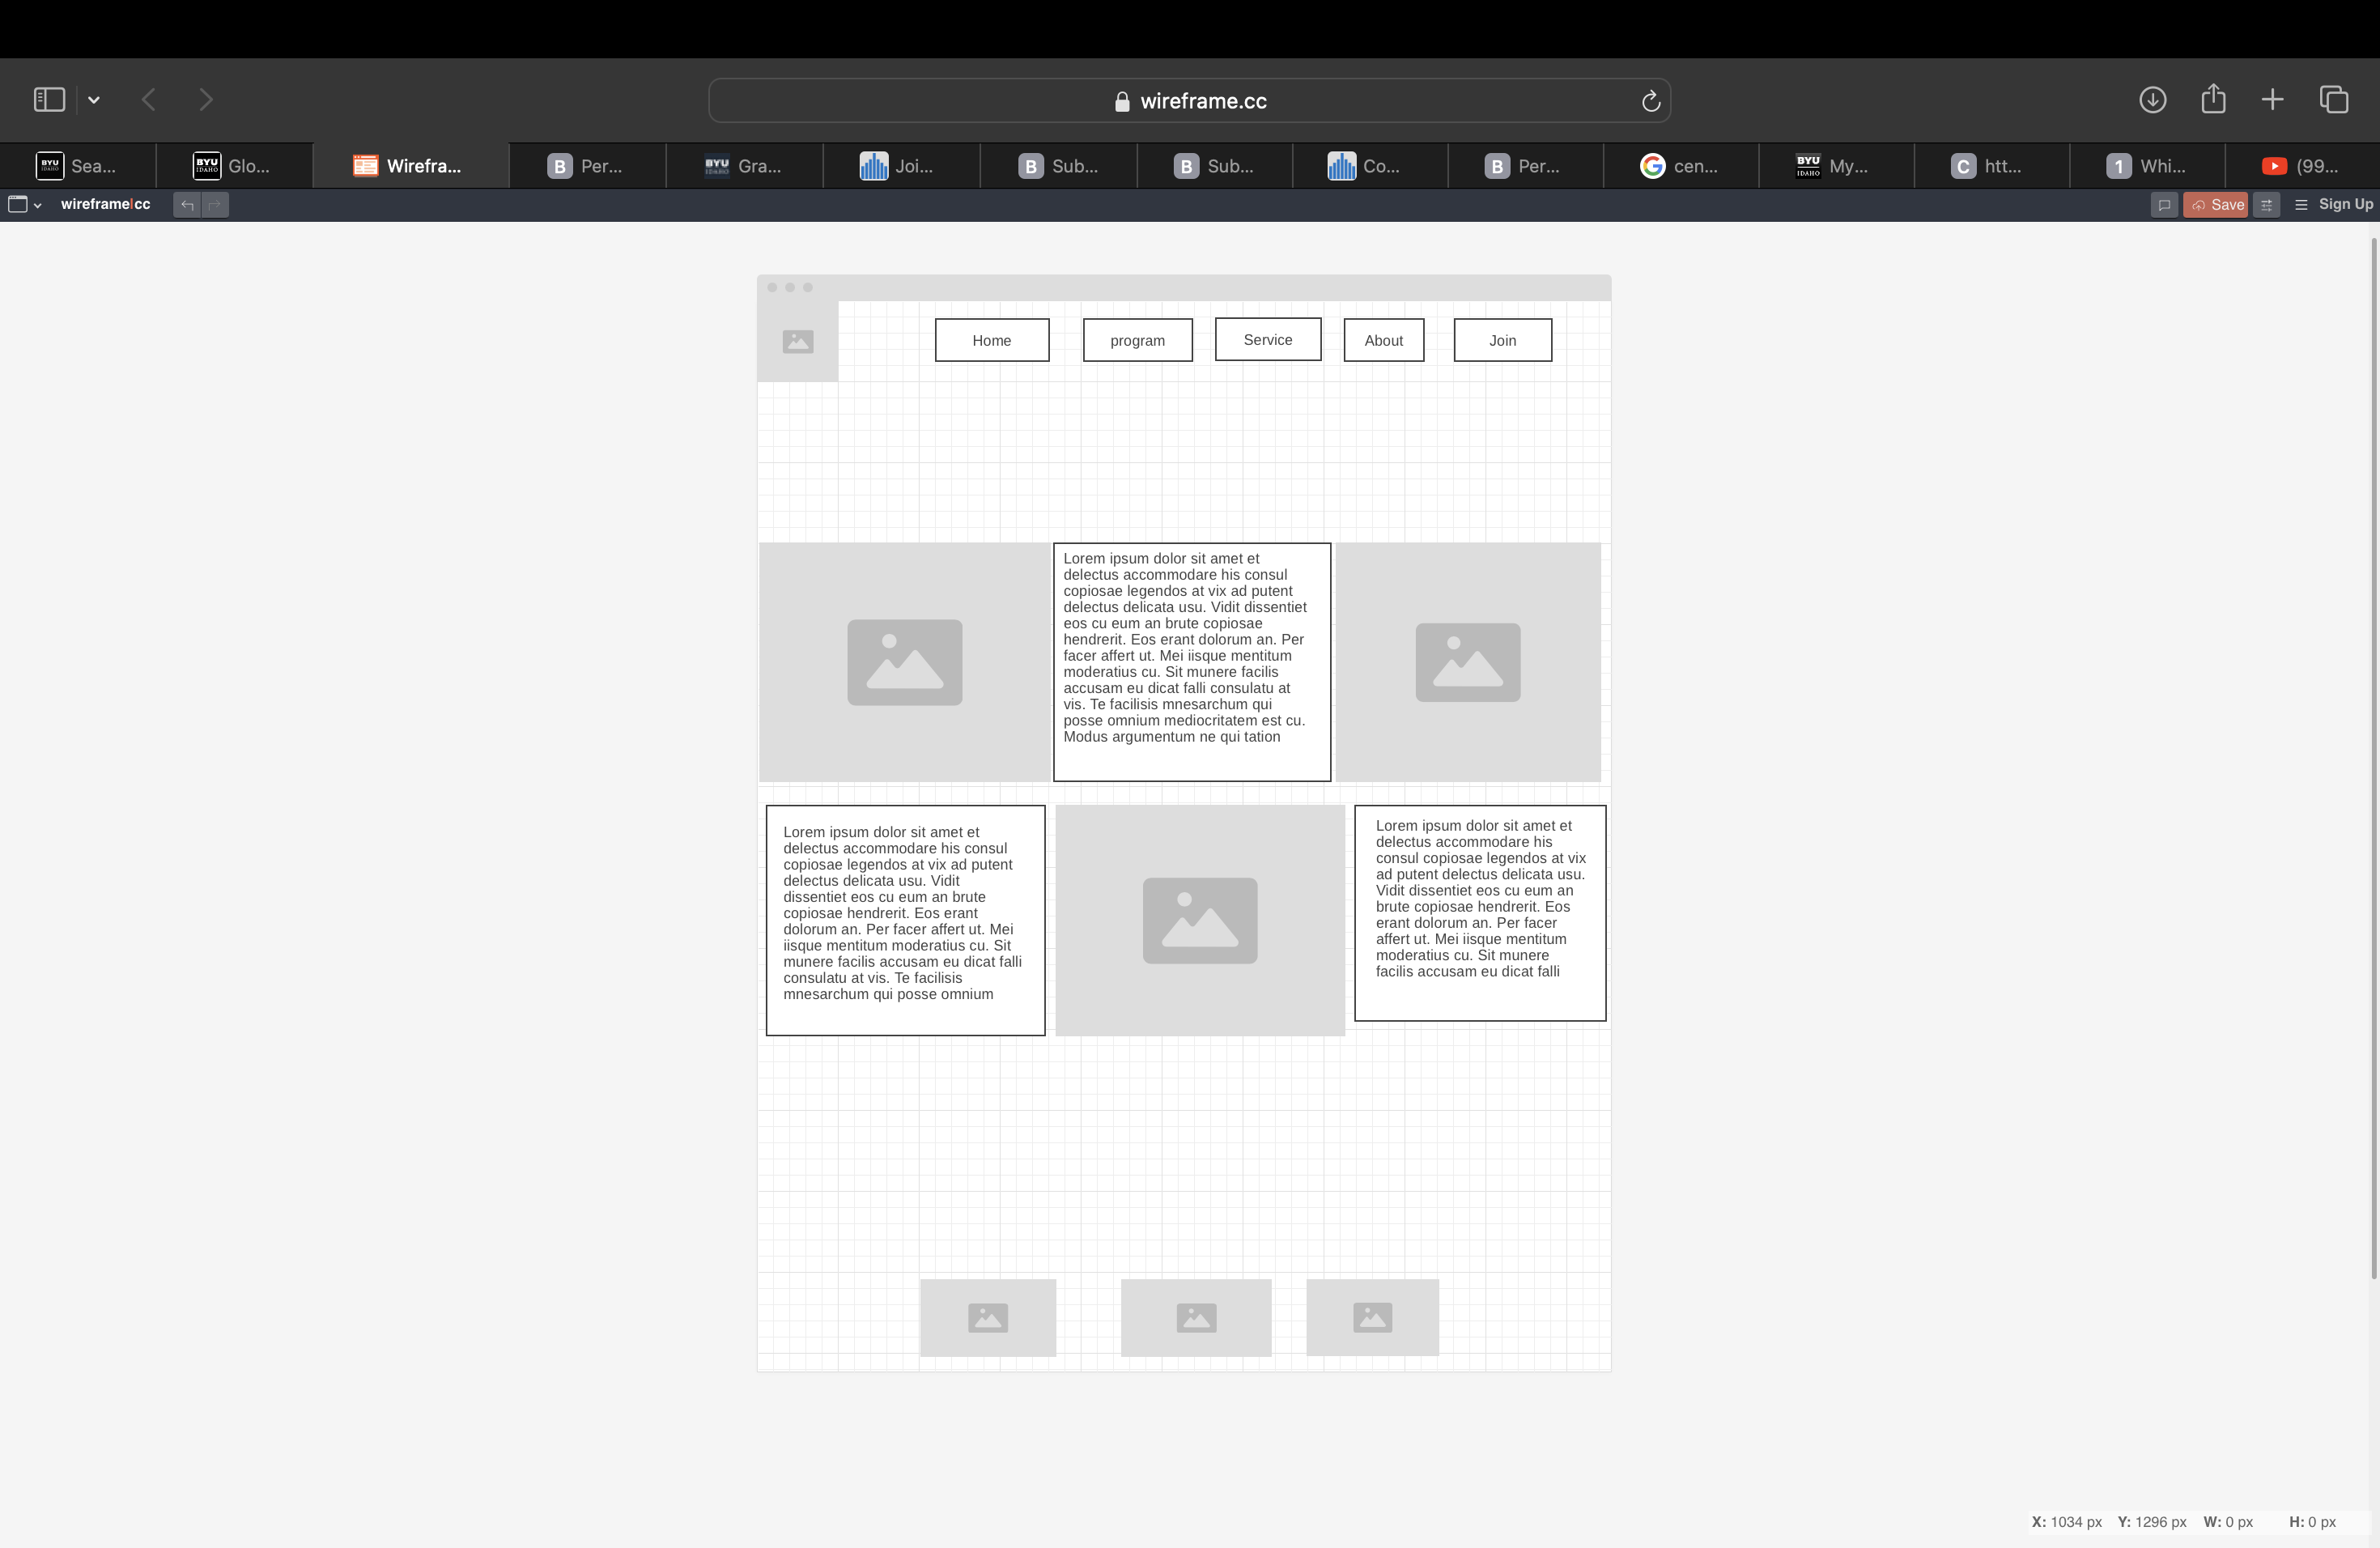 wireframe.cc
BYU IDAHO Sea...
BYU IDAHO Glo...
Wirefra...
B Per...
BYU IDAHO Gra...
Joi...
B Sub...
B Sub...
Co...
B Per...
G cen...
BYU IDAHO My...
C htt...
1 Whi...
(99...
wireframe|cc
Save
Sign Up
Home
program
Service
About
Join
Lorem ipsum dolor sit amet et
delectus accommodare his consul
copiosae legendos at vix ad putent
delectus delicata usu. Vidit dissentiet
eos cu eum an brute copiosae
hendrerit. Eos erant dolorum an. Per
facer affert ut. Mei iisque mentitum
moderatius cu. Sit munere facilis
accusam eu dicat falli consulatu at
vis. Te facilisis mnesarchum qui
posse omnium mediocritatem est cu.
Modus argumentum ne qui tation
Lorem ipsum dolor sit amet et
delectus accommodare his consul
copiosae legendos at vix ad putent
delectus delicata usu. Vidit
dissentiet eos cu eum an brute
copiosae hendrerit. Eos erant
dolorum an. Per facer affert ut. Mei
iisque mentitum moderatius cu. Sit
munere facilis accusam eu dicat falli
consulatu at vis. Te facilisis
mnesarchum qui posse omnium
Lorem ipsum dolor sit amet et
delectus accommodare his
consul copiosae legendos at vix
ad putent delectus delicata usu.
Vidit dissentiet eos cu eum an
brute copiosae hendrerit. Eos
erant dolorum an. Per facer
affert ut. Mei iisque mentitum
moderatius cu. Sit munere
facilis accusam eu dicat falli
X: 1034 px Y: 1296 px W: 0 px H: 0 px